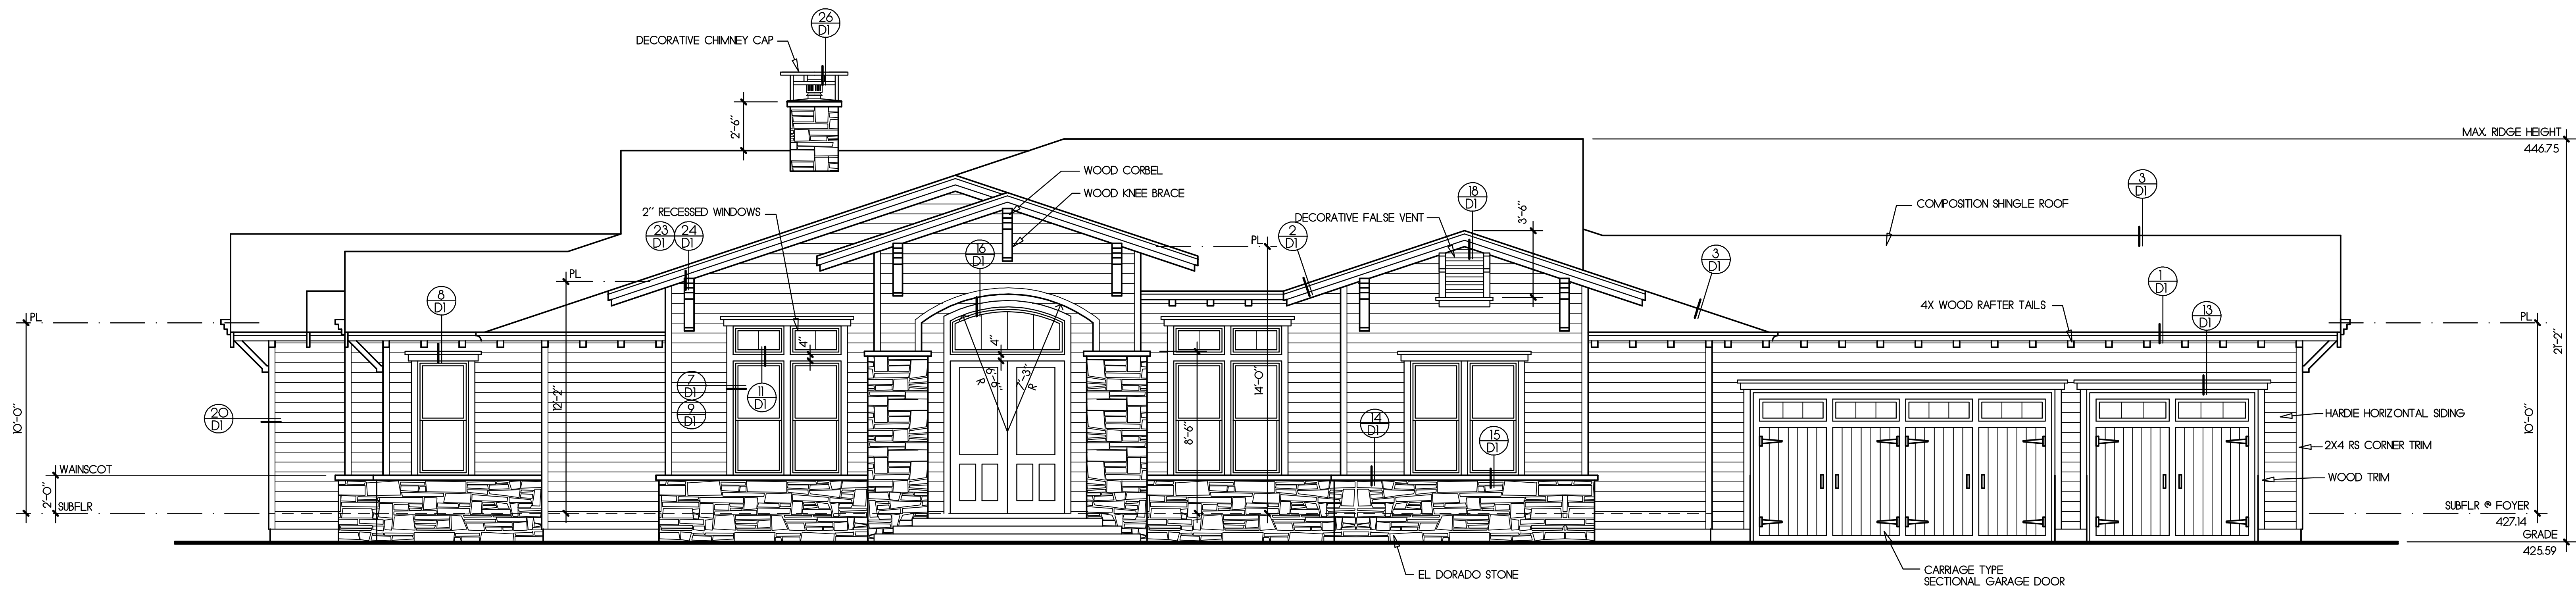 26
D1
DECORATIVE CHIMNEY CAP
2'-6"
MAX. RIDGE HEIGHT
446.75
WOOD CORBEL
WOOD KNEE BRACE
2" RECESSED WINDOWS
23
D1
24
D1
16
D1
PL
2
D1
DECORATIVE FALSE VENT
18
D1
3'-6"
3
D1
COMPOSITION SHINGLE ROOF
3
D1
PL
8
D1
PL
1
D1
4X WOOD RAFTER TAILS
13
D1
PL
21'-2"
4"
4"
9'-6"
R
7'-3"
R
7
D1
9
D1
11
D1
12'-2"
14'-0"
8'-6"
10'-0"
20
D1
14
D1
15
D1
10'-0"
HARDIE HORIZONTAL SIDING
2X4 RS CORNER TRIM
WOOD TRIM
WAINSCOT
2'-0"
SUBFLR
SUBFLR @ FOYER
427.14
GRADE
425.59
EL DORADO STONE
CARRIAGE TYPE
SECTIONAL GARAGE DOOR